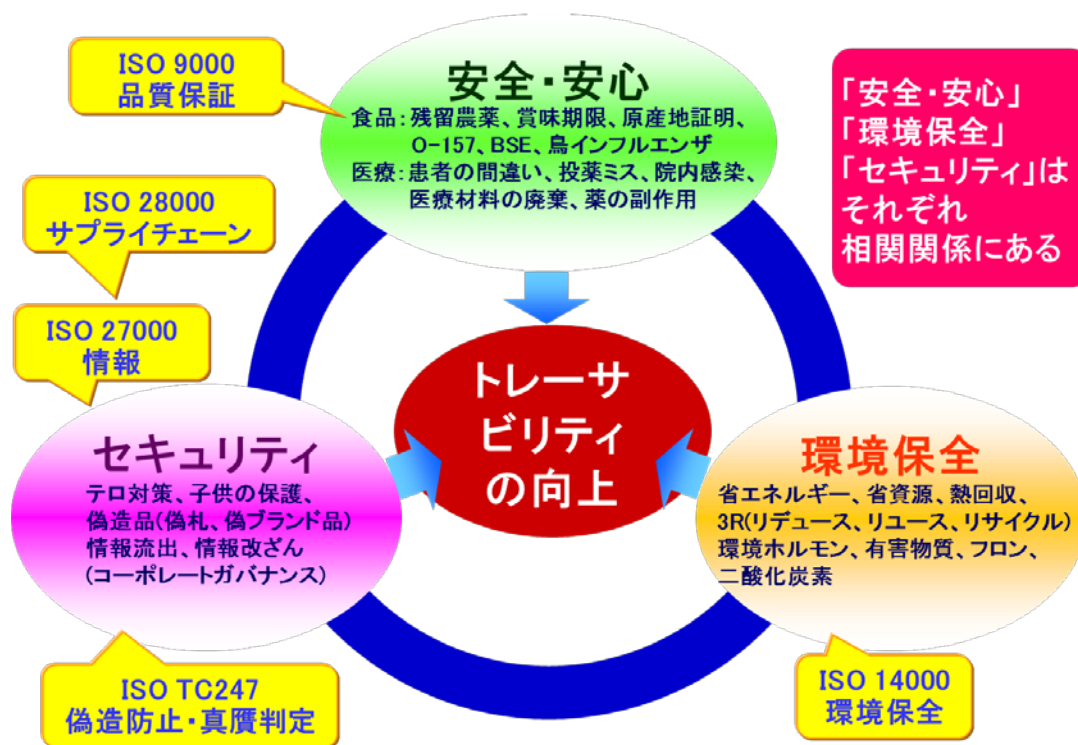 ISO 9000
品質保証
安全・安心
食品:残留農薬、賞味期限、原産地証明、
O-157、BSE、鳥インフルエンザ
医療:患者の間違い、投薬ミス、院内感染、
医療材料の廃棄、薬の副作用
「安全・安心」
「環境保全」
「セキュリティ」は
それぞれ
相関関係にある
ISO 28000
サプライチェーン
ISO 27000
情報
トレーサ
ビリティ
の向上
セキュリティ
テロ対策、子供の保護、
偽造品(偽札、偽ブランド品)
情報流出、情報改ざん
(コーポレートガバナンス)
環境保全
省エネルギー、省資源、熱回収、
3R(リデュース、リユース、リサイクル)
環境ホルモン、有害物質、フロン、
二酸化炭素
ISO TC247
偽造防止・真贋判定
ISO 14000
環境保全